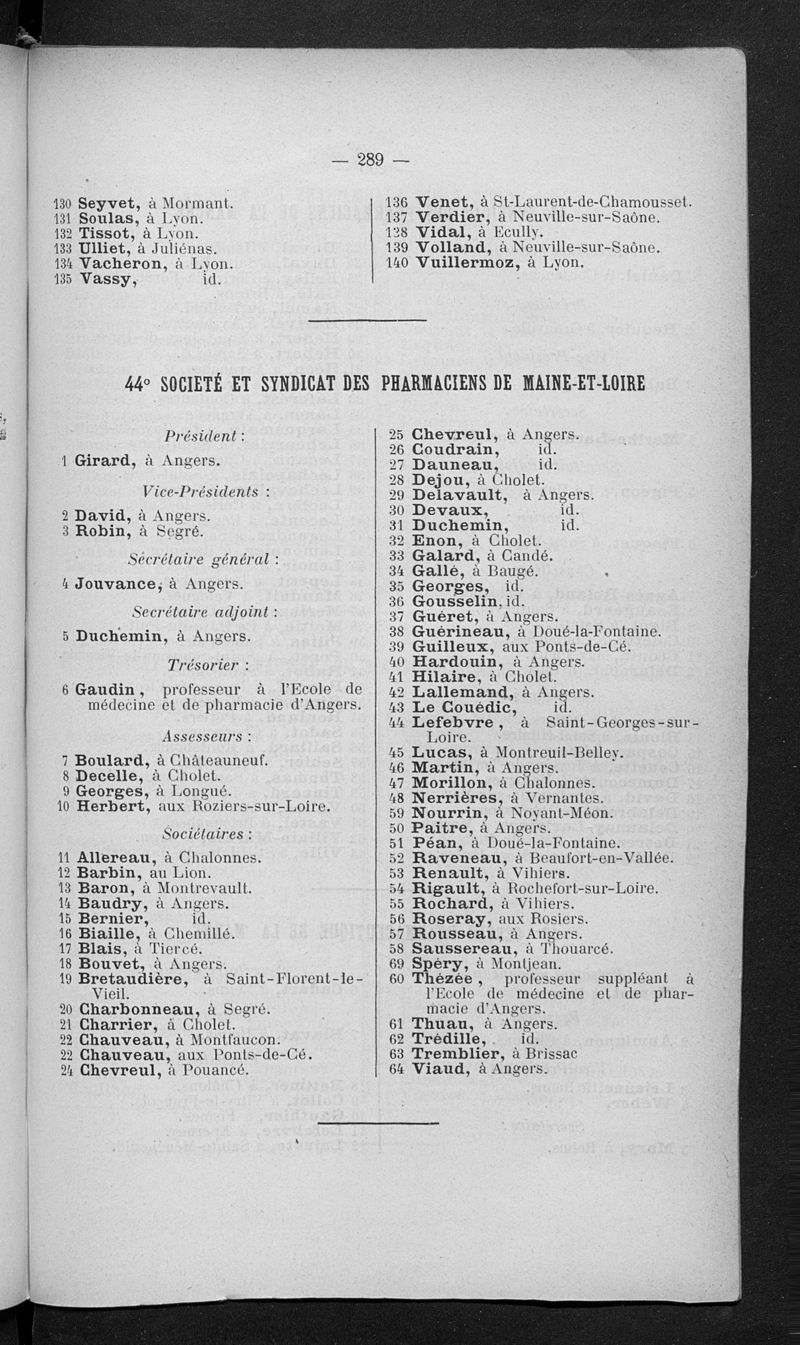 — 289 —
130 Seyvet, à Mormant.
131 Soulas, à Lyon.
132 Tissot, à Lyon.
133 Ulliet, à Juliénas.
134 Vacheron, à Lyon.
135 Vassy, id.
136 Venet, à St-Laurent-de-Chamousset.
137 Verdier, à Neuville-sur-Saône.
138 Vidal, à Ecully.
139 Volland, à Neuville-sur-Saône.
140 Vuillermoz, à Lyon.
44° SOCIETÉ ET SYNDICAT DES PHARMACIENS DE MAINE-ET-LOIRE
Président :
1 Girard, à Angers.
Vice-Présidents :
2 David, à Angers.
3 Robin, à Segré.
Sécrétaire général :
4 Jouvance, à Angers.
Secrétaire adjoint :
5 Duchemin, à Angers.
Trésorier :
6 Gaudin, professeur à l'Ecole de
médecine et de pharmacie d'Angers.
Assesseurs :
7 Boulard, à Châteauneuf.
8 Decelle, à Cholet.
9 Georges, à Longué.
10 Herbert, aux Roziers-sur-Loire.
Sociétaires :
11 Allereau, à Chalonnes.
12 Barbin, au Lion.
13 Baron, à Montrevault.
14 Baudry, à Angers.
15 Bernier, id.
16 Biaille, à Chemillé.
17 Blais, à Tiercé.
18 Bouvet, à Angers.
19 Bretaudière, à Saint-Florent-le-
Vieil.
20 Charbonneau, à Segré.
21 Charrier, à Cholet.
22 Chauveau, à Montfaucon.
22 Chauveau, aux Ponts-de-Cé.
24 Chevreul, à Pouancé.
25 Chevreul, à Angers.
26 Coudrain, id.
27 Dauneau, id.
28 Dejou, à Cholet.
29 Delavault, à Angers.
30 Devaux, id.
31 Duchemin, id.
32 Enon, à Cholet.
33 Galard, à Candé.
34 Gallé, à Baugé.
35 Georges, id.
36 Gousselin, id.
37 Guéret, à Angers.
38 Guérineau, à Doué-la-Fontaine.
39 Guilleux, aux Ponts-de-Cé.
40 Hardouin, à Angers.
41 Hilaire, à Cholet.
42 Lallemand, à Angers.
43 Le Couédic, id.
44 Lefebvre, à Saint-Georges-sur-
Loire.
45 Lucas, à Montreuil-Belley.
46 Martin, à Angers.
47 Morillon, à Chalonnes.
48 Nerrières, à Vernantes.
59 Nourrin, à Noyant-Méon.
50 Paitre, à Angers.
51 Péan, à Doué-la-Fontaine.
52 Raveneau, à Beaufort-en-Vallée.
53 Renault, à Vihiers.
54 Rigault, à Rochefort-sur-Loire.
55 Rochard, à Vihiers.
56 Roseray, aux Rosiers.
57 Rousseau, à Angers.
58 Saussereau, à Thouarcé.
69 Spéry, à Montjean.
60 Thézée, professeur suppléant à
l'Ecole de médecine et de phar-
macie d'Angers.
61 Thuau, à Angers.
62 Trédille, id.
63 Tremblier, à Brissac
64 Viaud, à Angers.